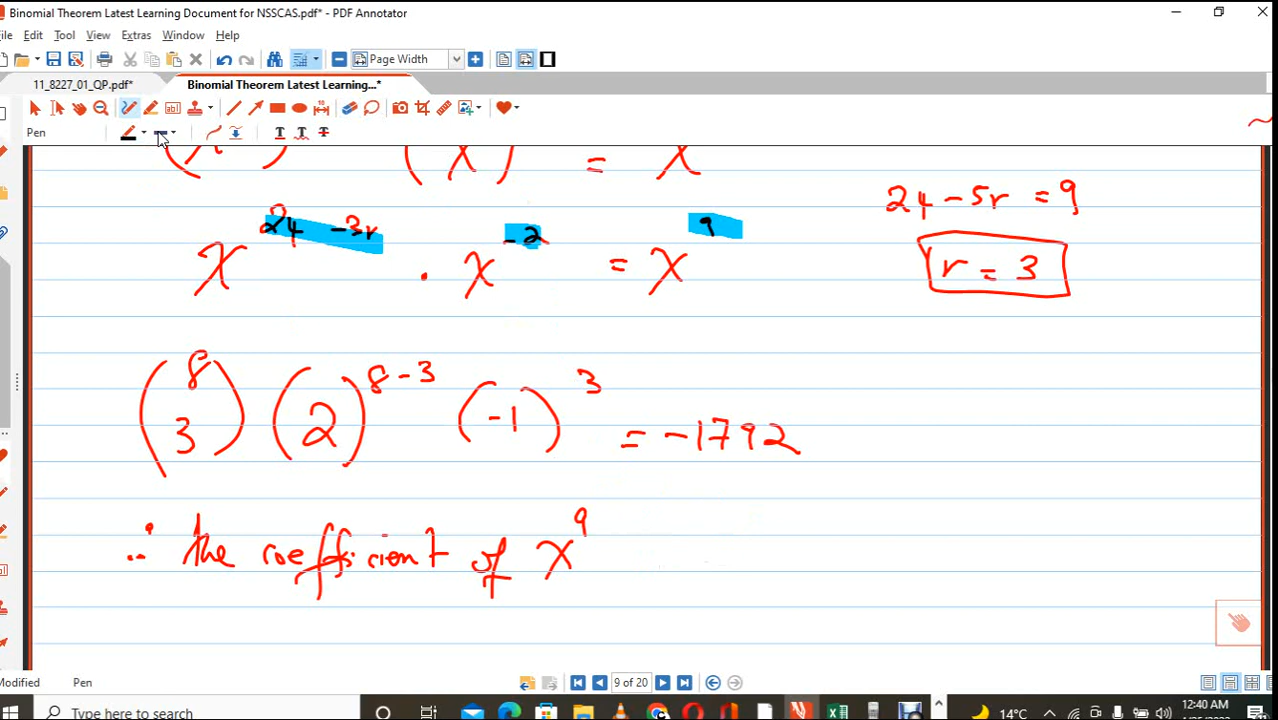 Binomial Theorem Latest Learning Document for NSSCAS.pdf* - PDF Annotator
ile Edit Tool View Extras Window Help
Page Width
11_8227_01_QP.pdf* Binomial Theorem Latest Learning...*
Pen
( ) (x) = x
24 - 5r = 9
x^24 - 3r . x^-2 = x^9
r = 3
(8 3) (2)^8 - 3 (-1)^3 = -1792
∴ the coefficient of x^9
9 of 20
Modified Pen
Type here to search
14°C
12:40 AM